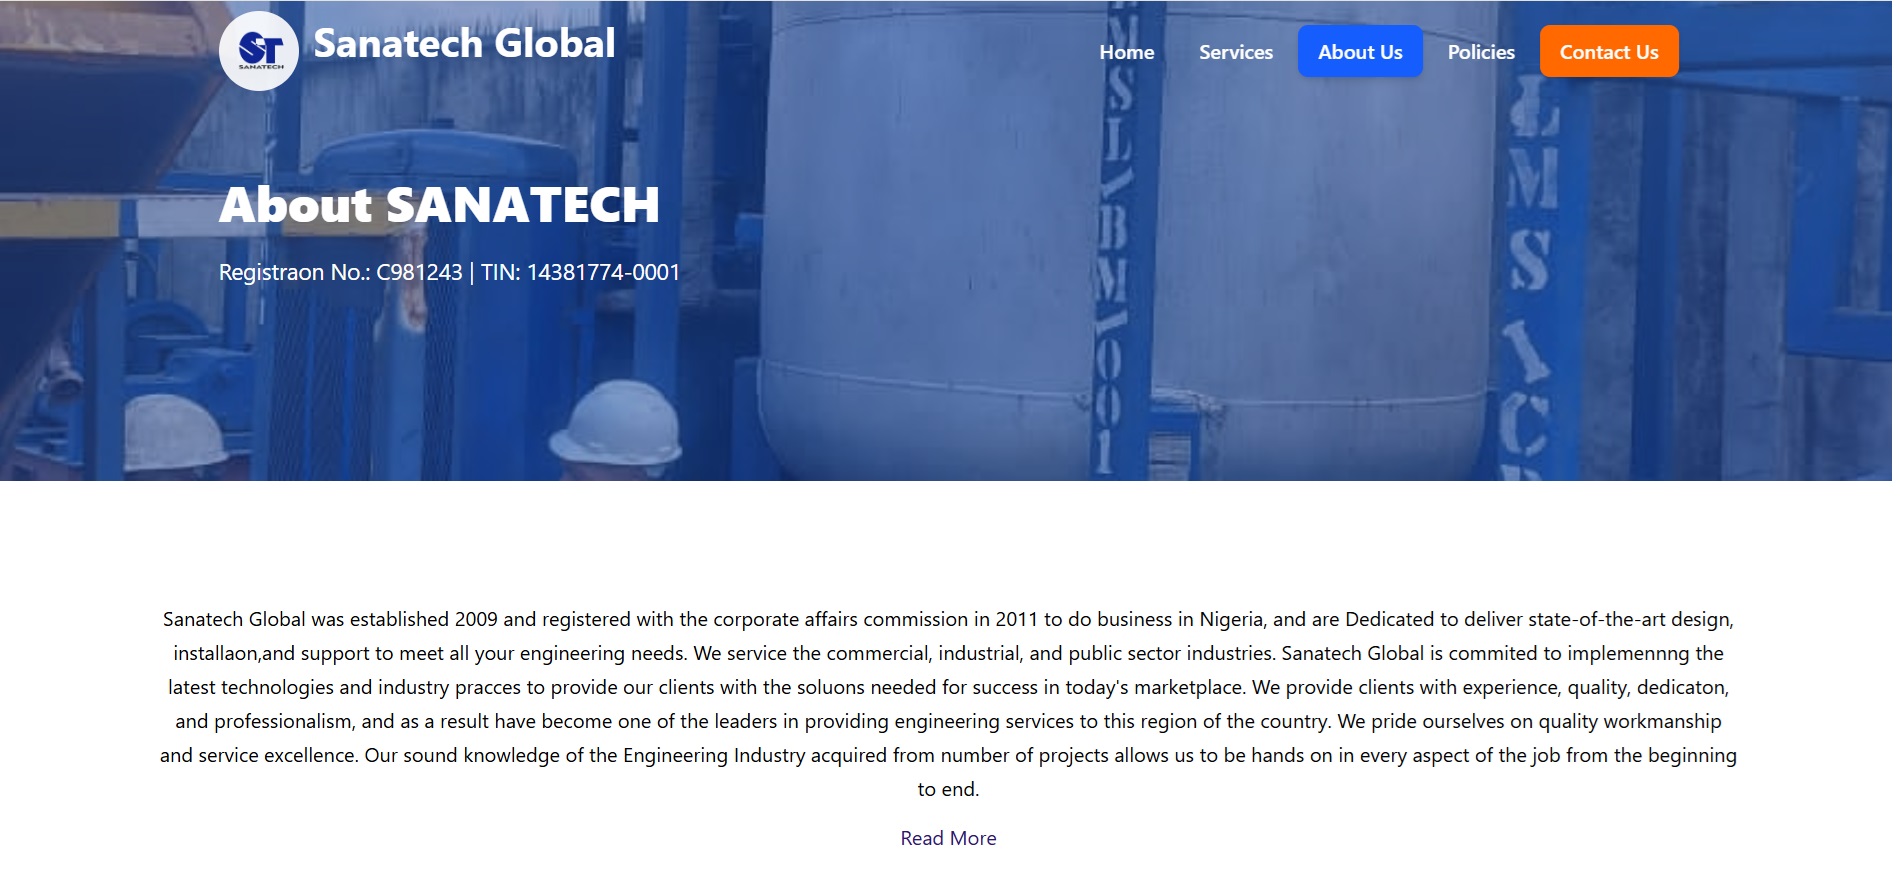 ST
SANATECH
Sanatech Global
Home
Services
About Us
Policies
Contact Us
About SANATECH
Registraon No.: C981243 | TIN: 14381774-0001
LMS ICE
Sanatech Global was established 2009 and registered with the corporate affairs commission in 2011 to do business in Nigeria, and are Dedicated to deliver state-of-the-art design,
installaon,and support to meet all your engineering needs. We service the commercial, industrial, and public sector industries. Sanatech Global is commited to implemennng the
latest technologies and industry pracces to provide our clients with the soluons needed for success in today's marketplace. We provide clients with experience, quality, dedicaton,
and professionalism, and as a result have become one of the leaders in providing engineering services to this region of the country. We pride ourselves on quality workmanship
and service excellence. Our sound knowledge of the Engineering Industry acquired from number of projects allows us to be hands on in every aspect of the job from the beginning
to end.
Read More